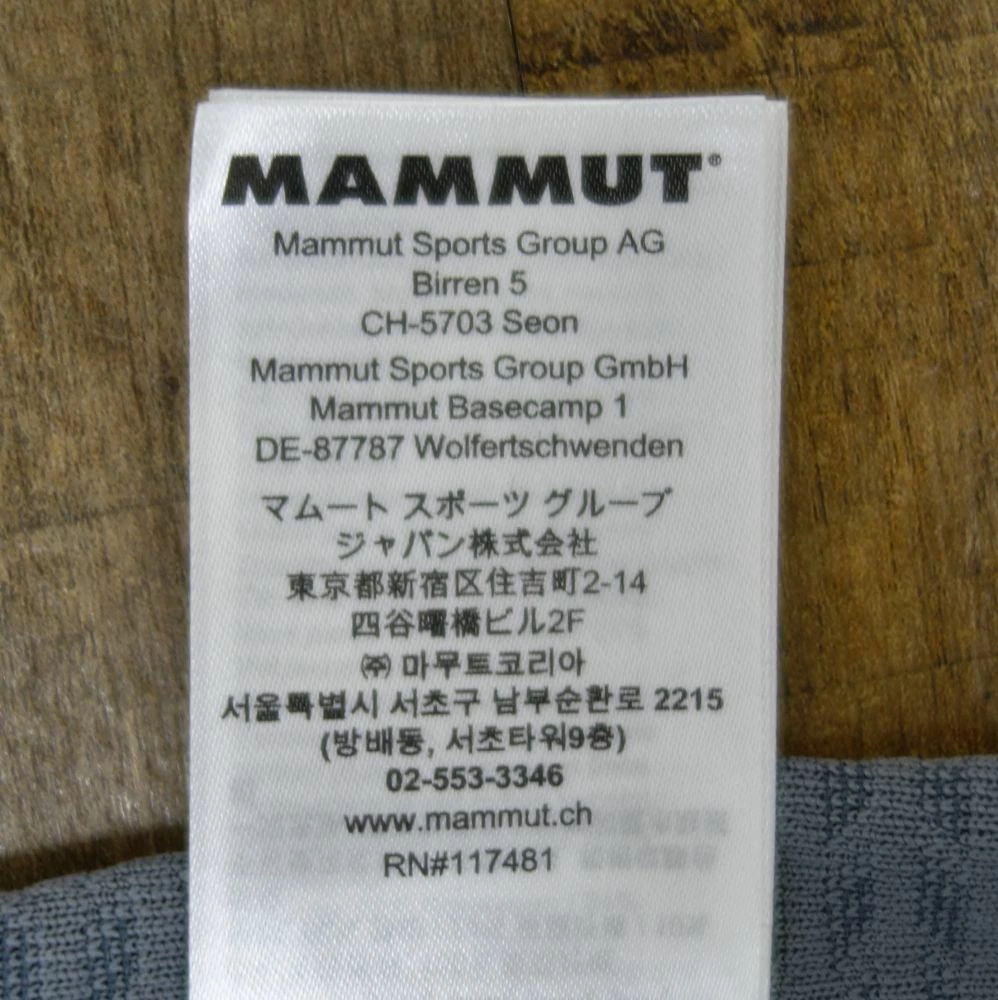 MAMMUT®
Mammut Sports Group AG
Birren 5
CH-5703 Seon
Mammut Sports Group GmbH
Mammut Basecamp 1
DE-87787 Wolfertschwenden
マムート スポーツ グループ
ジャパン株式会社
東京都新宿区住吉町2-14
四谷曙橋ビル2F
㈜ 마무트코리아
서울특별시 서초구 남부순환로 2215
(방배동, 서초타워9층)
02-553-3346
www.mammut.ch
RN#117481